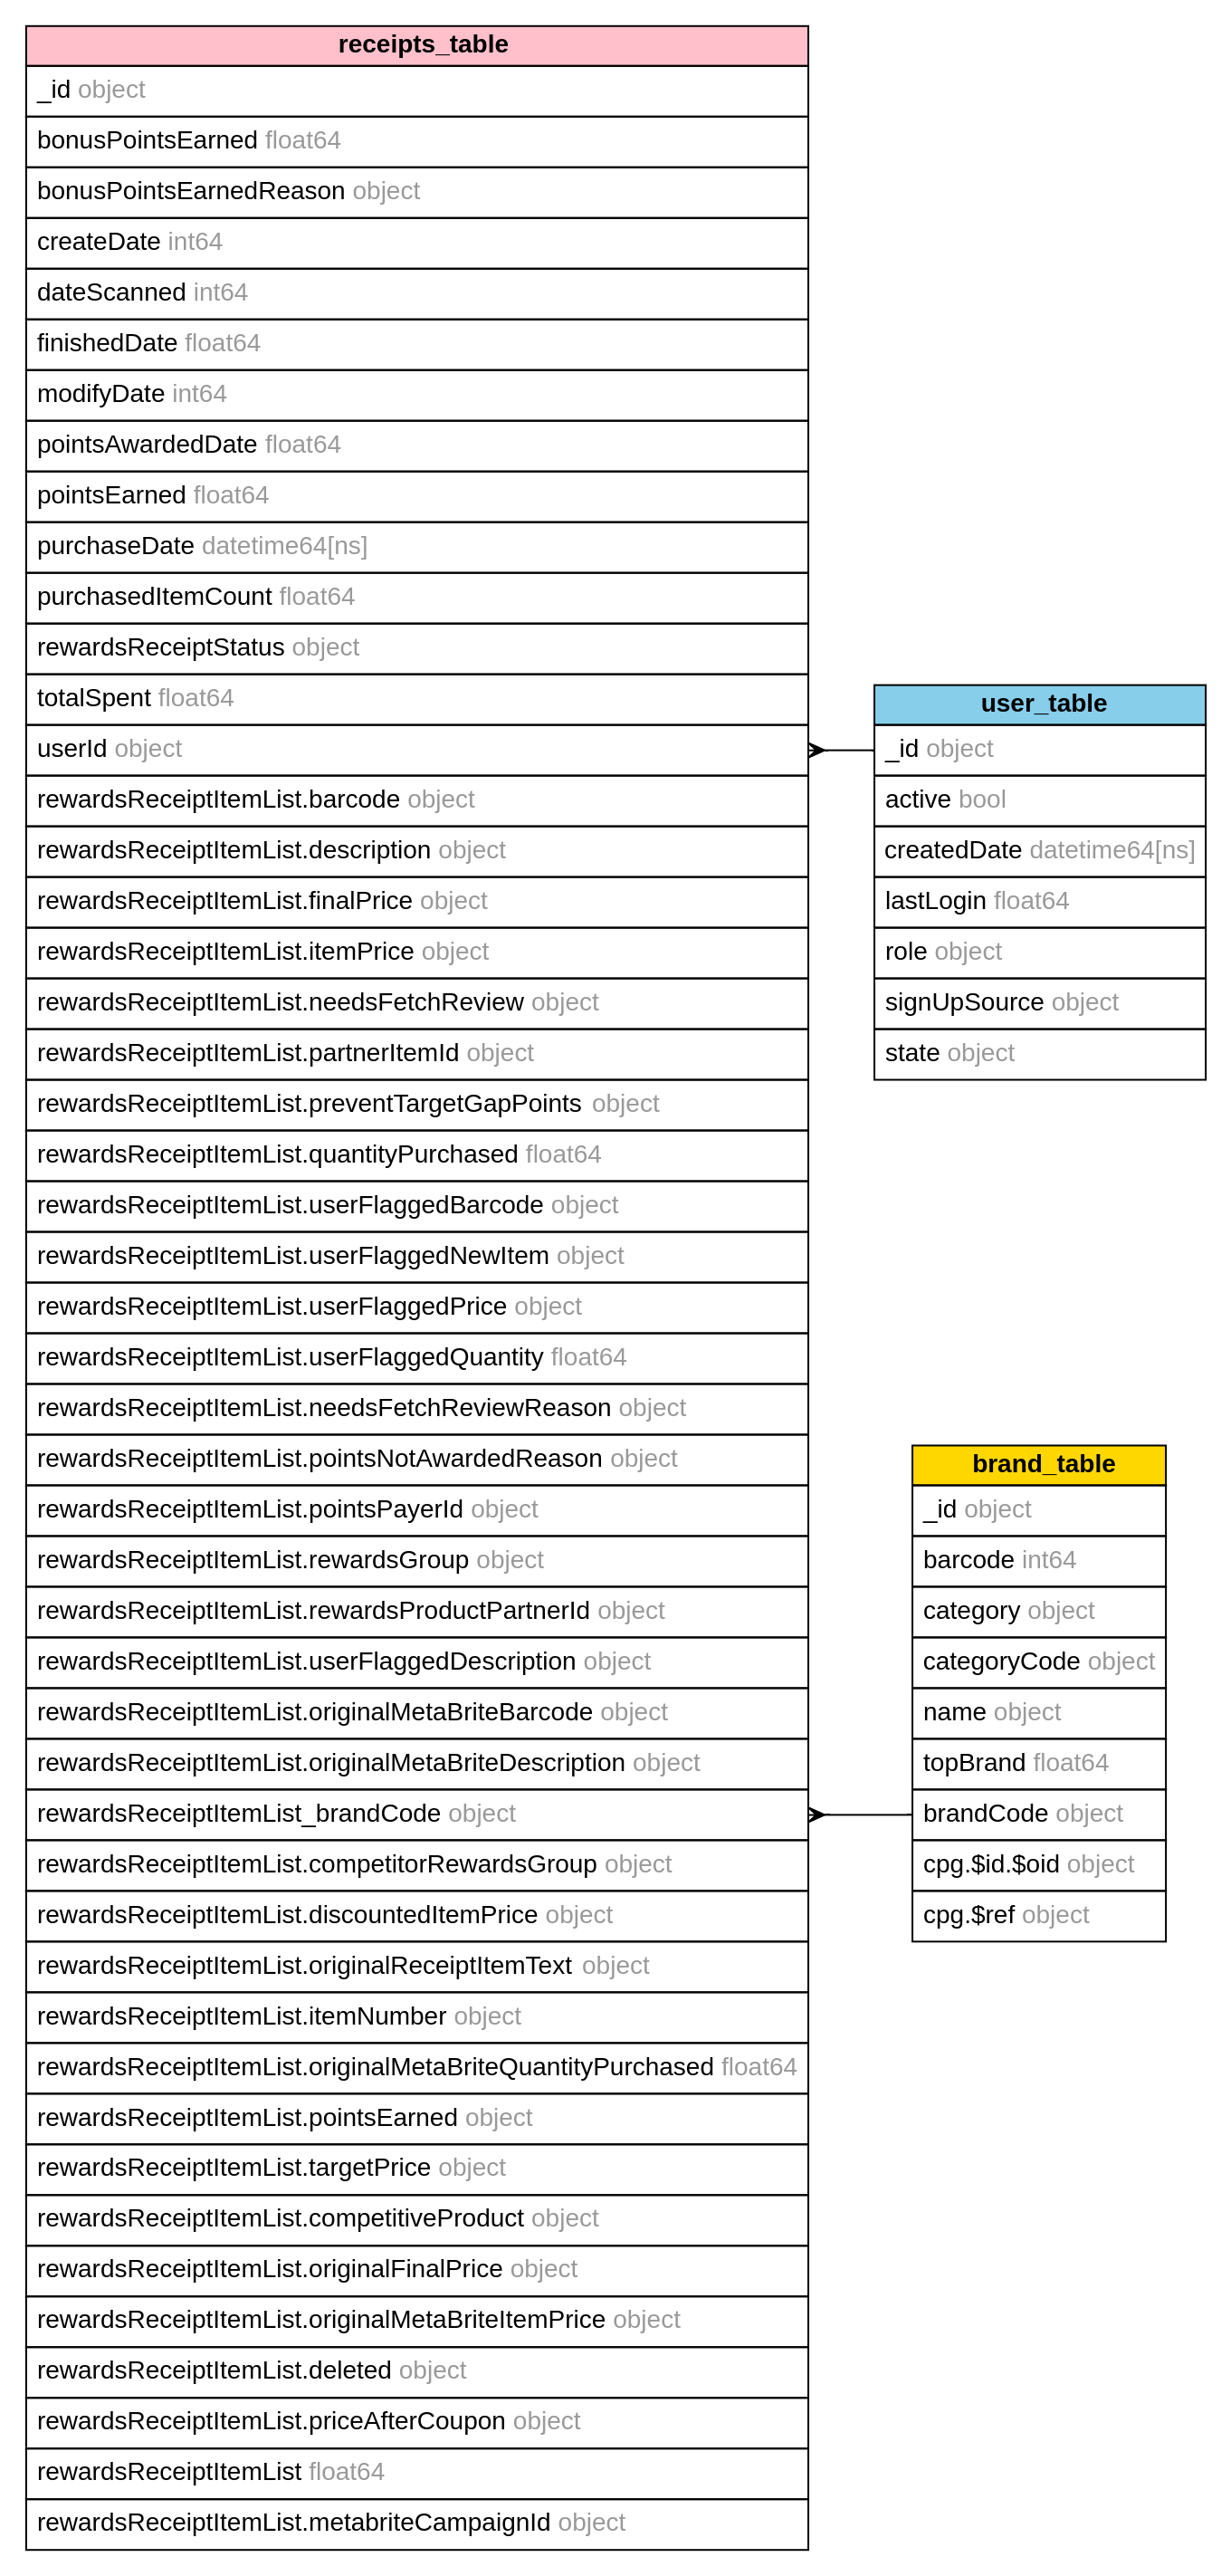 receipts_table
_id object
bonusPointsEarned float64
bonusPointsEarnedReason object
createDate int64
dateScanned int64
finishedDate float64
modifyDate int64
pointsAwardedDate float64
pointsEarned float64
purchaseDate datetime64[ns]
purchasedItemCount float64
rewardsReceiptStatus object
totalSpent float64
userId object
rewardsReceiptItemList.barcode object
rewardsReceiptItemList.description object
rewardsReceiptItemList.finalPrice object
rewardsReceiptItemList.itemPrice object
rewardsReceiptItemList.needsFetchReview object
rewardsReceiptItemList.partnerItemId object
rewardsReceiptItemList.preventTargetGapPoints object
rewardsReceiptItemList.quantityPurchased float64
rewardsReceiptItemList.userFlaggedBarcode object
rewardsReceiptItemList.userFlaggedNewItem object
rewardsReceiptItemList.userFlaggedPrice object
rewardsReceiptItemList.userFlaggedQuantity float64
rewardsReceiptItemList.needsFetchReviewReason object
rewardsReceiptItemList.pointsNotAwardedReason object
rewardsReceiptItemList.pointsPayerId object
rewardsReceiptItemList.rewardsGroup object
rewardsReceiptItemList.rewardsProductPartnerId object
rewardsReceiptItemList.userFlaggedDescription object
rewardsReceiptItemList.originalMetaBriteBarcode object
rewardsReceiptItemList.originalMetaBriteDescription object
rewardsReceiptItemList_brandCode object
rewardsReceiptItemList.competitorRewardsGroup object
rewardsReceiptItemList.discountedItemPrice object
rewardsReceiptItemList.originalReceiptItemText object
rewardsReceiptItemList.itemNumber object
rewardsReceiptItemList.originalMetaBriteQuantityPurchased float64
rewardsReceiptItemList.pointsEarned object
rewardsReceiptItemList.targetPrice object
rewardsReceiptItemList.competitiveProduct object
rewardsReceiptItemList.originalFinalPrice object
rewardsReceiptItemList.originalMetaBriteItemPrice object
rewardsReceiptItemList.deleted object
rewardsReceiptItemList.priceAfterCoupon object
rewardsReceiptItemList float64
rewardsReceiptItemList.metabriteCampaignId object
user_table
_id object
active bool
createdDate datetime64[ns]
lastLogin float64
role object
signUpSource object
state object
brand_table
_id object
barcode int64
category object
categoryCode object
name object
topBrand float64
brandCode object
cpg.$id.$oid object
cpg.$ref object